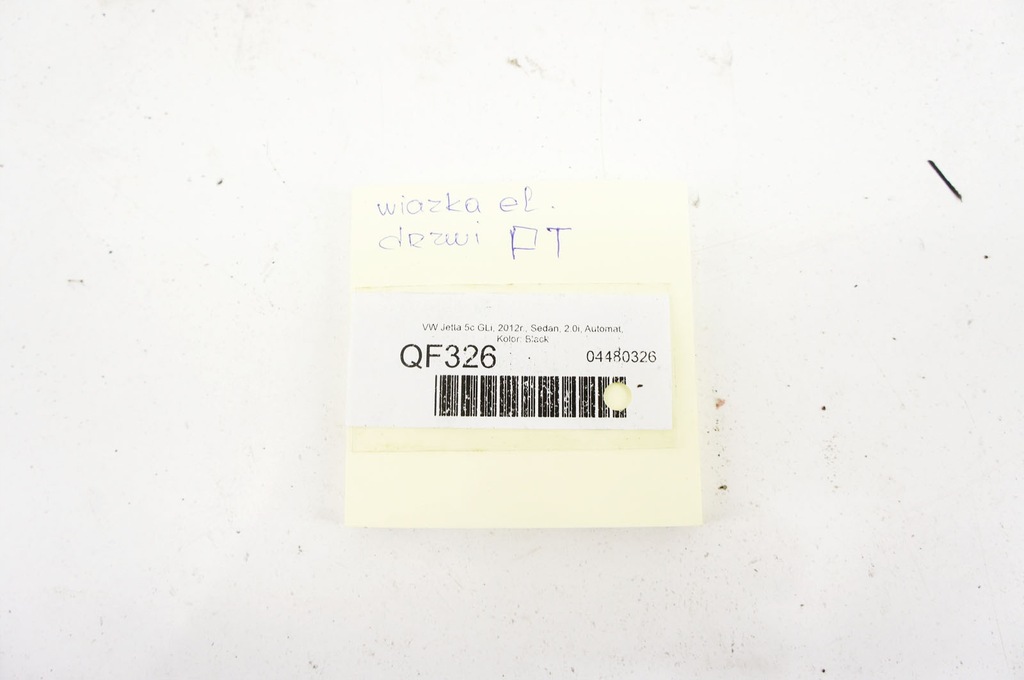 wiazka el.
drzwi PT
VW Jetta 5c GLi, 2012r., Sedan, 2.0i, Automat,
Kolor: Black
QF326 04480326